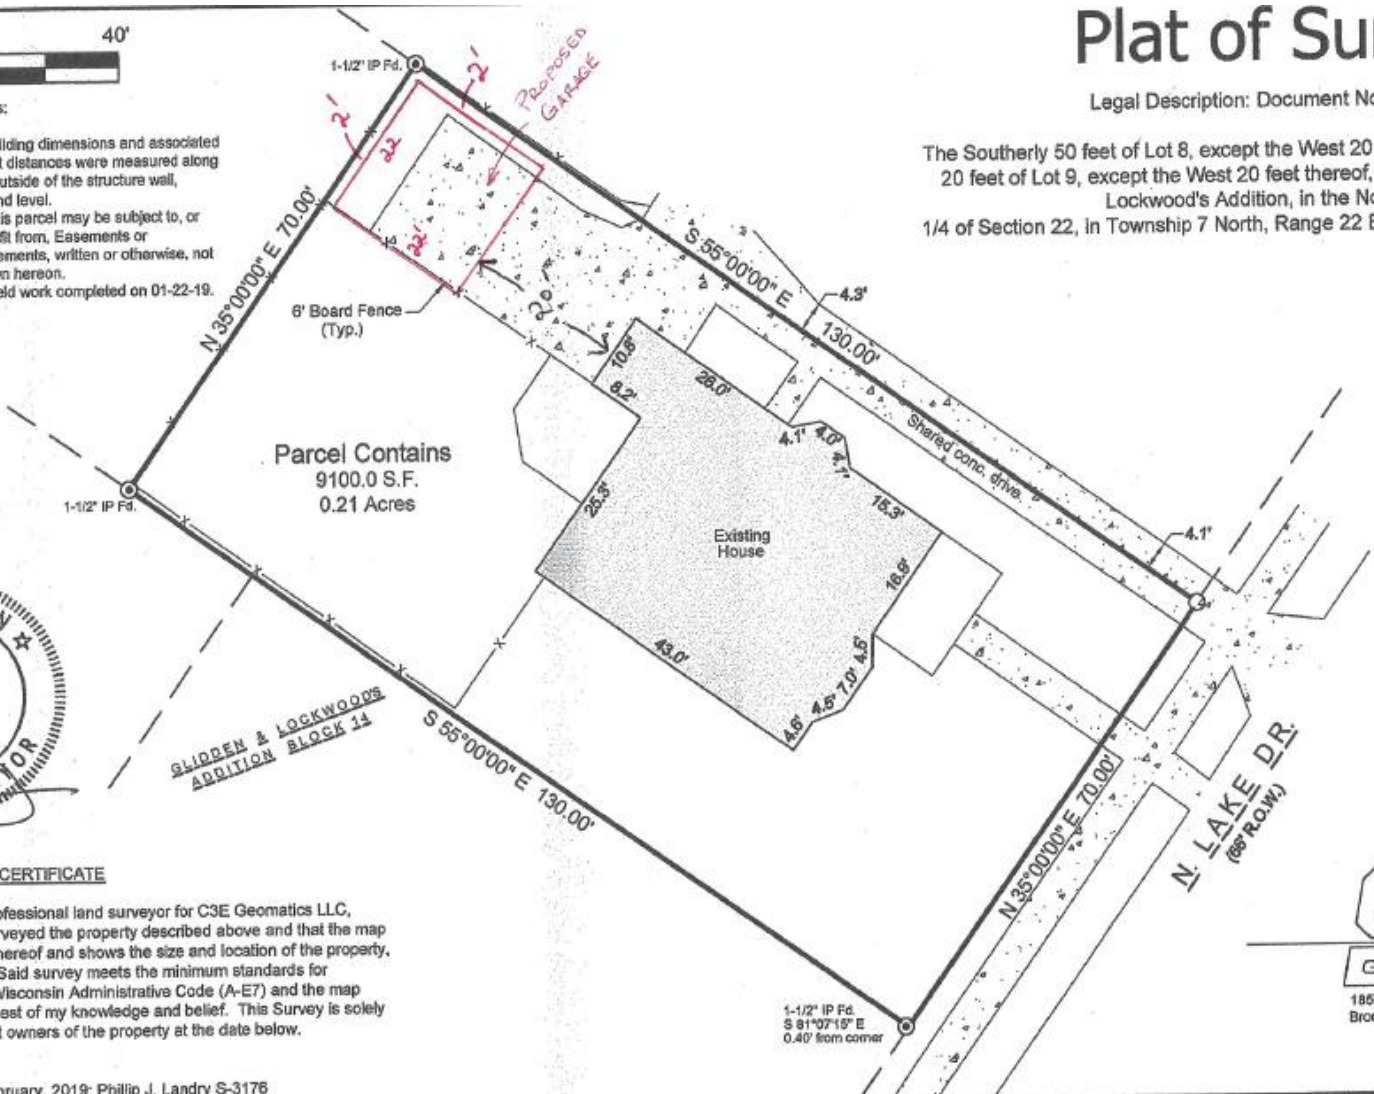 40'
Plat of Su
Legal Description: Document No
The Southerly 50 feet of Lot 8, except the West 20
20 feet of Lot 9, except the West 20 feet thereof,
Lockwood's Addition, in the No
1/4 of Section 22, in Township 7 North, Range 22 E
s:
ilding dimensions and associated
t distances were measured along
utside of the structure wall,
nd level.
is parcel may be subject to, or
fit from, Easements or
ements, written or otherwise, not
n hereon.
eld work completed on 01-22-19.
1-1/2" IP Fd.
2'
2'
PROPOSED
GARAGE
22
22'
20'
6' Board Fence
(Typ.)
N 35°00'00" E 70.00'
S 55°00'00" E 130.00'
4.3'
4.1'
Shared conc. drive
Parcel Contains
9100.0 S.F.
0.21 Acres
1-1/2" IP Fd.
10.8'
8.2'
26.0'
4.1'
4.0'
4.1'
15.3'
25.3'
Existing
House
16.9'
43.0'
4.6'
4.5'
7.0'
4.5'
GLIDDEN & LOCKWOOD'S
ADDITION BLOCK 14
S 55°00'00" E 130.00'
N 35°00'00" E 70.00'
N. LAKE DR.
(66' R.O.W.)
1-1/2" IP Fd.
S 81°07'15" E
0.40' from corner
CERTIFICATE
ofessional land surveyor for C3E Geomatics LLC,
rveyed the property described above and that the map
hereof and shows the size and location of the property,
Said survey meets the minimum standards for
Wisconsin Administrative Code (A-E7) and the map
est of my knowledge and belief. This Survey is solely
t owners of the property at the date below.
bruary, 2019: Phillip J. Landry S-3176
G
185
Bro